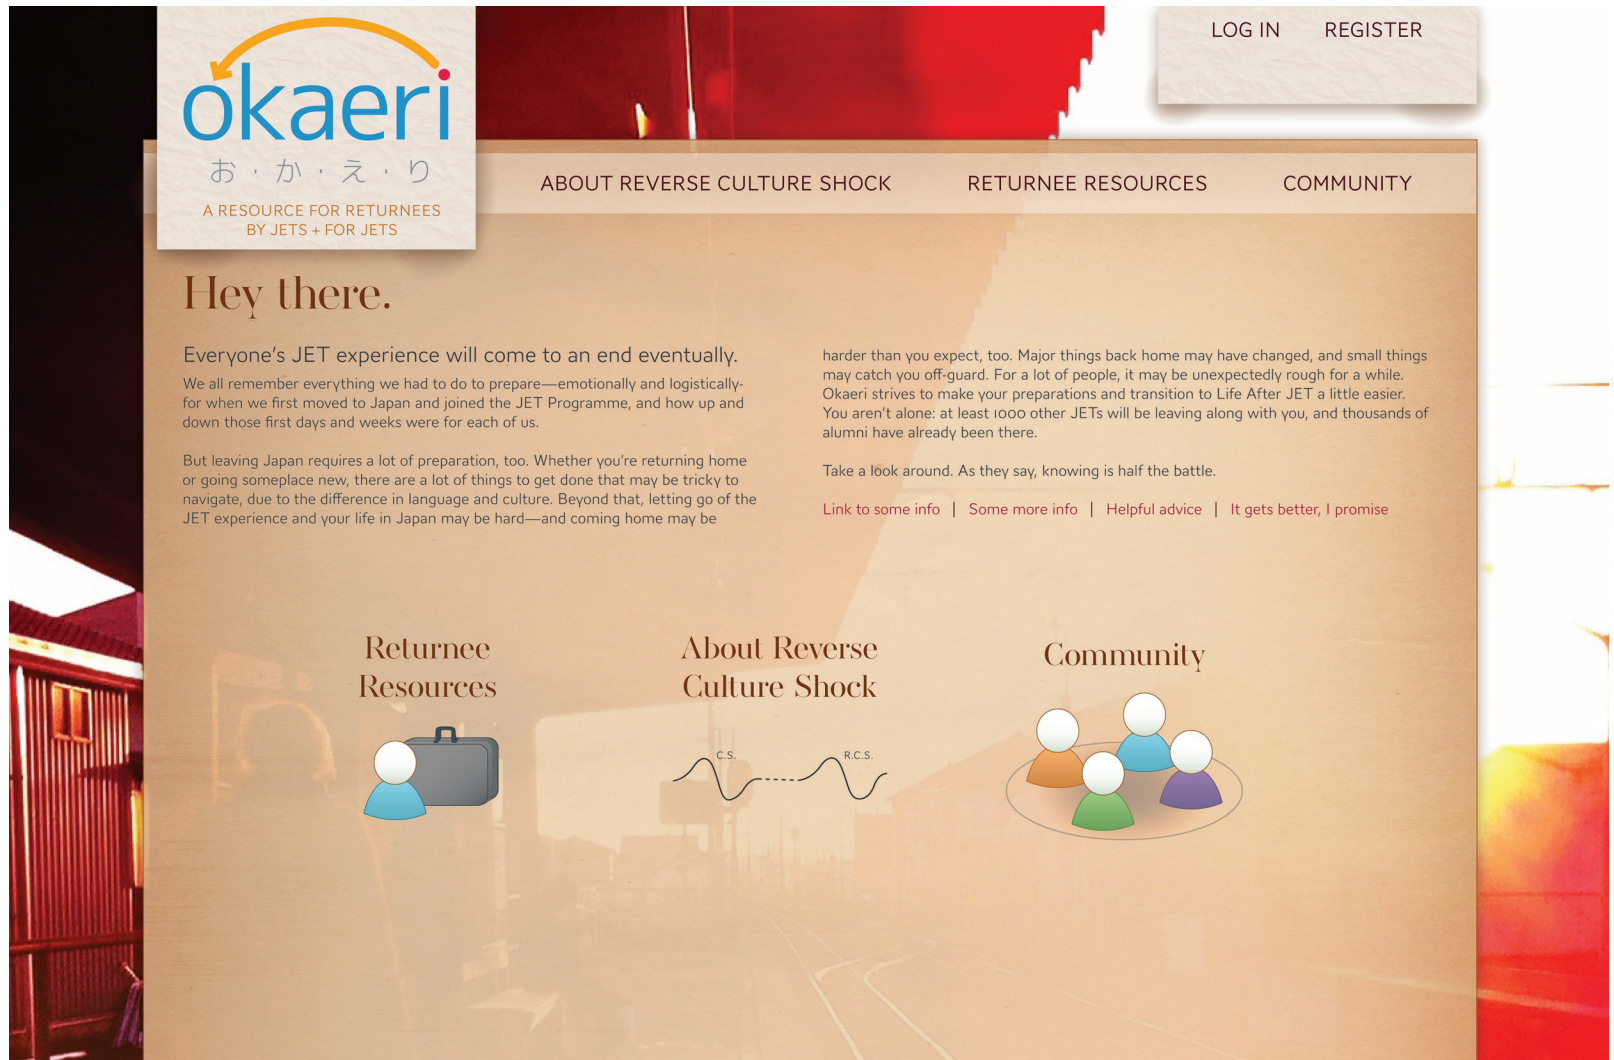 okaeri
お・か・え・り
A RESOURCE FOR RETURNEES
BY JETS + FOR JETS
LOG IN REGISTER
ABOUT REVERSE CULTURE SHOCK RETURNEE RESOURCES COMMUNITY
Hey there.
Everyone's JET experience will come to an end eventually.
We all remember everything we had to do to prepare—emotionally and logistically-
for when we first moved to Japan and joined the JET Programme, and how up and
down those first days and weeks were for each of us.
But leaving Japan requires a lot of preparation, too. Whether you're returning home
or going someplace new, there are a lot of things to get done that may be tricky to
navigate, due to the difference in language and culture. Beyond that, letting go of the
JET experience and your life in Japan may be hard—and coming home may be
harder than you expect, too. Major things back home may have changed, and small things
may catch you off-guard. For a lot of people, it may be unexpectedly rough for a while.
Okaeri strives to make your preparations and transition to Life After JET a little easier.
You aren't alone: at least 1000 other JETs will be leaving along with you, and thousands of
alumni have already been there.
Take a look around. As they say, knowing is half the battle.
Link to some info | Some more info | Helpful advice | It gets better, I promise
Returnee
Resources
About Reverse
Culture Shock
C.S. R.C.S.
Community